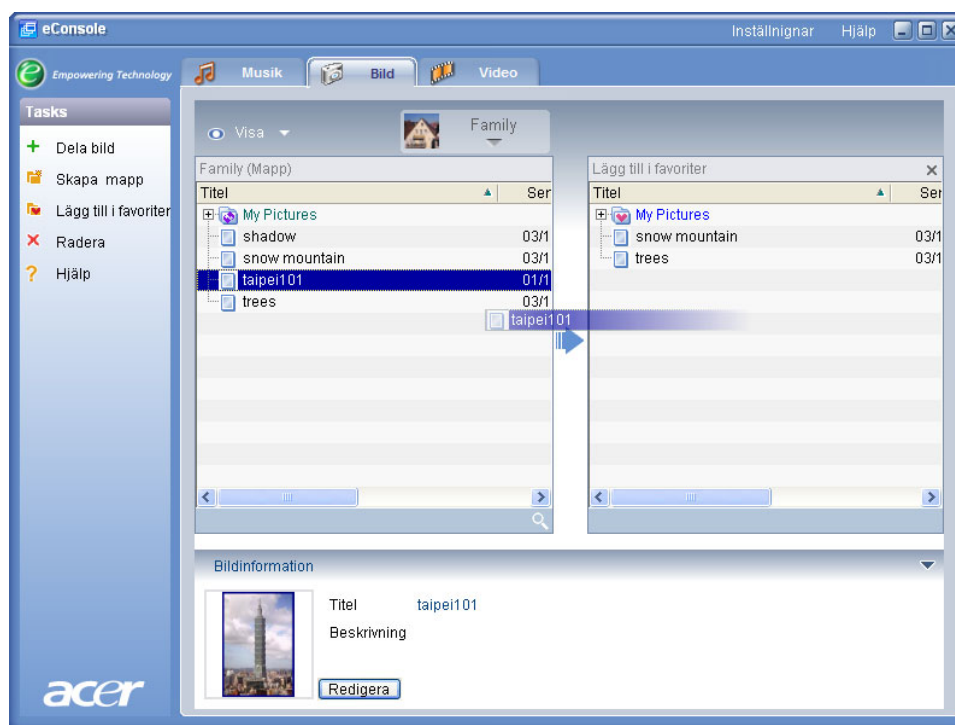 eConsole
Inställnignar Hjälp
Empowering Technology
Musik Bild Video
Tasks
Dela bild
Skapa mapp
Lägg till i favoriter
Radera
Hjälp
Visa
Family
Family (Mapp)
Titel Ser
My Pictures
shadow 03/1
snow mountain 03/1
taipei101 01/1
trees 03/1
taipei101
Lägg till i favoriter
Titel Ser
My Pictures
snow mountain 03/1
trees 03/1
Bildinformation
Titel taipei101
Beskrivning
Redigera
acer